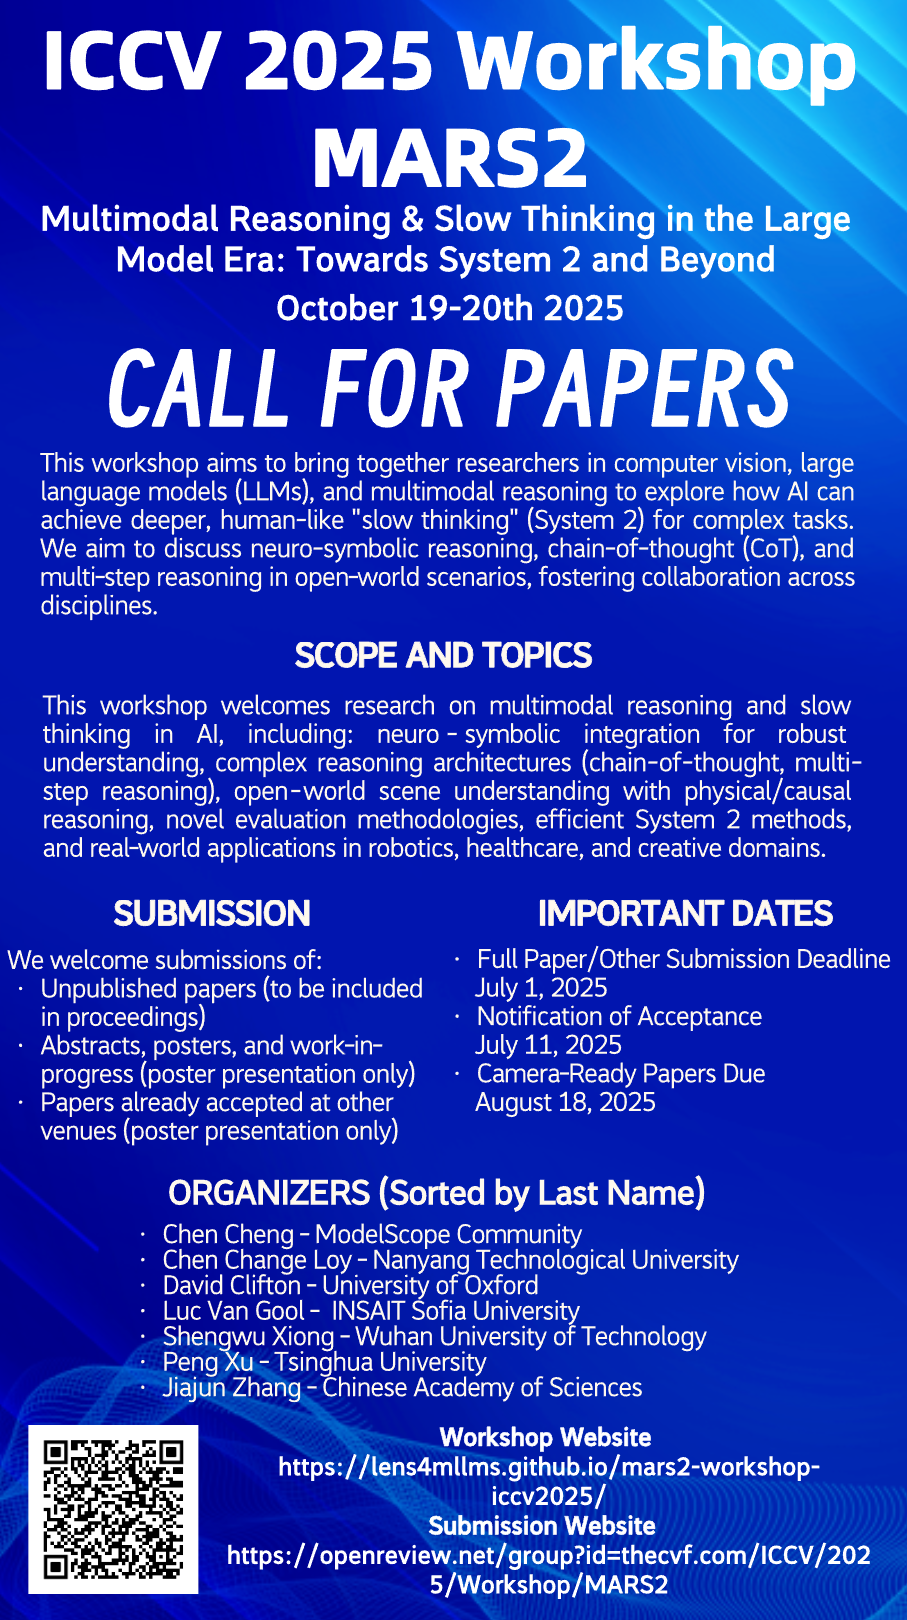 ICCV 2025 Workshop
MARS2
Multimodal Reasoning & Slow Thinking in the Large
Model Era: Towards System 2 and Beyond
October 19-20th 2025
CALL FOR PAPERS
This workshop aims to bring together researchers in computer vision, large
language models (LLMs), and multimodal reasoning to explore how AI can
achieve deeper, human-like "slow thinking" (System 2) for complex tasks.
We aim to discuss neuro-symbolic reasoning, chain-of-thought (CoT), and
multi-step reasoning in open-world scenarios, fostering collaboration across
disciplines.
SCOPE AND TOPICS
This workshop welcomes research on multimodal reasoning and slow
thinking in AI, including: neuro-symbolic integration for robust
understanding, complex reasoning architectures (chain-of-thought, multi-
step reasoning), open-world scene understanding with physical/causal
reasoning, novel evaluation methodologies, efficient System 2 methods,
and real-world applications in robotics, healthcare, and creative domains.
SUBMISSION
We welcome submissions of:
· Unpublished papers (to be included
in proceedings)
· Abstracts, posters, and work-in-
progress (poster presentation only)
· Papers already accepted at other
venues (poster presentation only)
IMPORTANT DATES
· Full Paper/Other Submission Deadline
July 1, 2025
· Notification of Acceptance
July 11, 2025
· Camera-Ready Papers Due
August 18, 2025
ORGANIZERS (Sorted by Last Name)
· Chen Cheng - ModelScope Community
· Chen Change Loy - Nanyang Technological University
· David Clifton - University of Oxford
· Luc Van Gool - INSAIT Sofia University
· Shengwu Xiong - Wuhan University of Technology
· Peng Xu - Tsinghua University
· Jiajun Zhang - Chinese Academy of Sciences
Workshop Website
https://lens4mllms.github.io/mars2-workshop-
iccv2025/
Submission Website
https://openreview.net/group?id=thecvf.com/ICCV/202
5/Workshop/MARS2